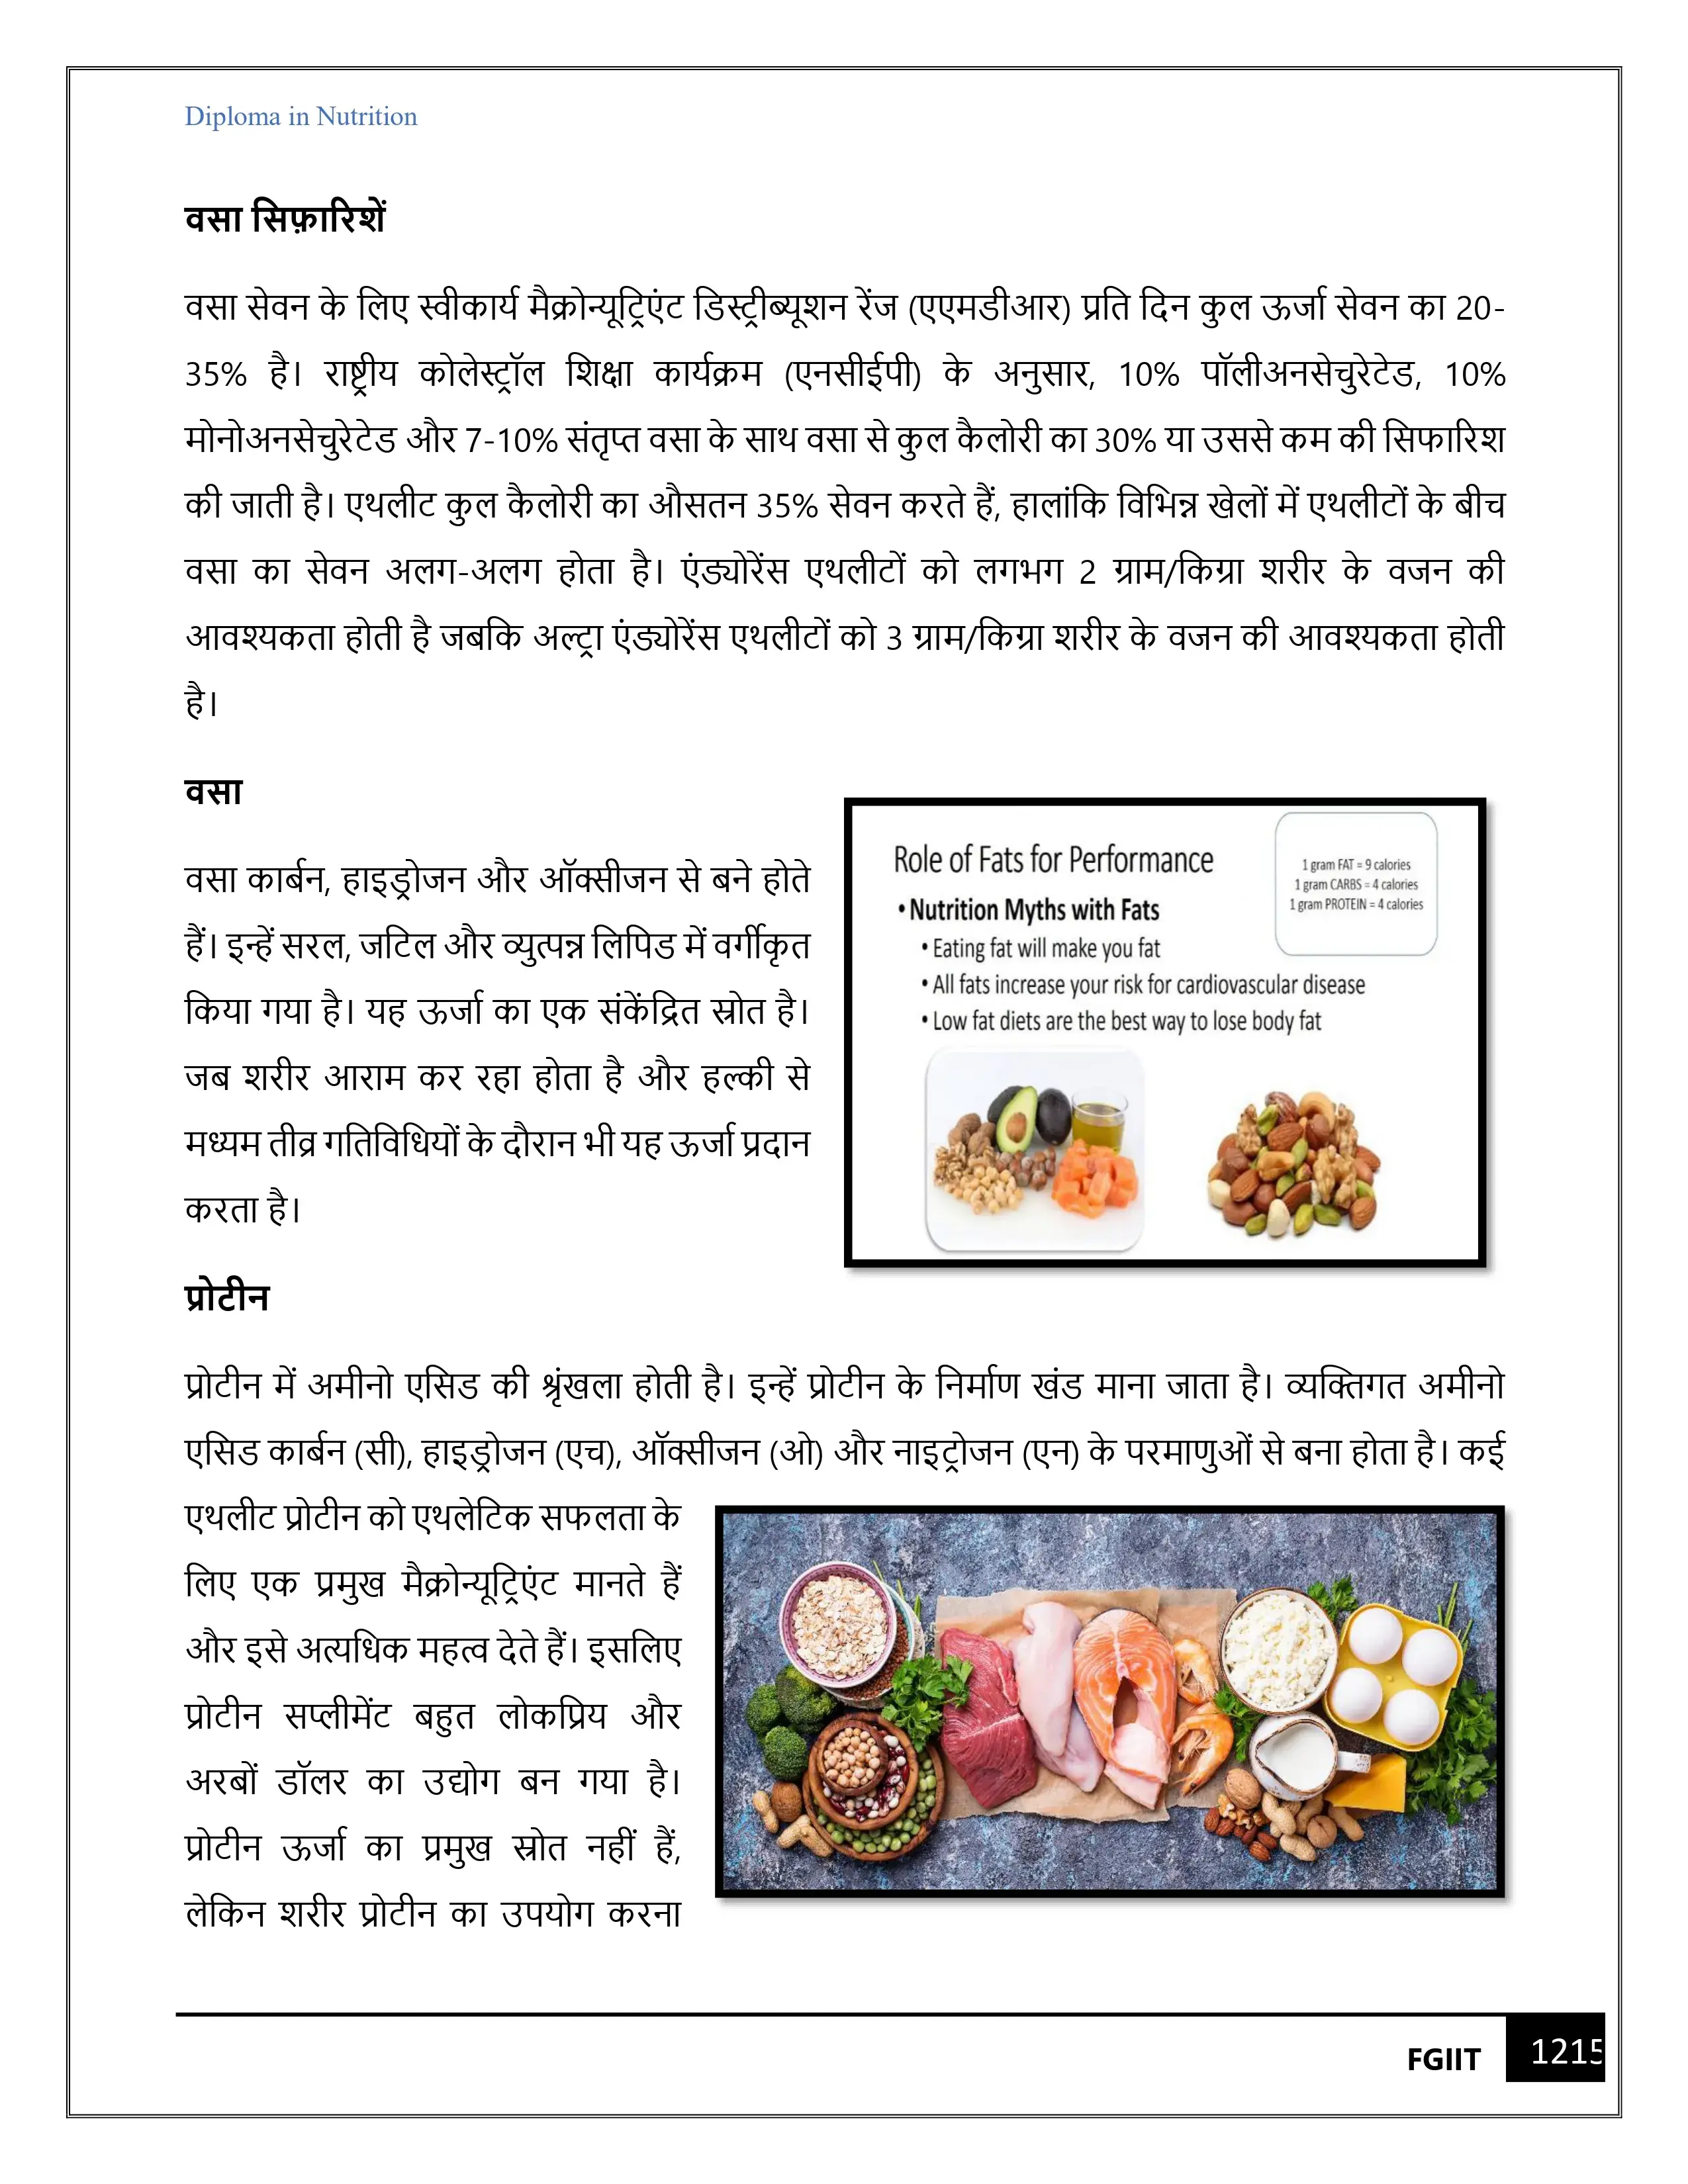 Diploma in Nutrition
वसा सिफ़ारिशें
वसा सेवन के लिए स्वीकार्य मैक्रोन्यूट्रिएंट डिस्ट्रीब्यूशन रेंज (एएमडीआर) प्रति दिन कुल ऊर्जा सेवन का 20-
35% है। राष्ट्रीय कोलेस्ट्रॉल शिक्षा कार्यक्रम (एनसीईपी) के अनुसार, 10% पॉलीअनसेचुरेटेड, 10%
मोनोअनसेचुरेटेड और 7-10% संतृप्त वसा के साथ वसा से कुल कैलोरी का 30% या उससे कम की सिफारिश
की जाती है। एथलीट कुल कैलोरी का औसतन 35% सेवन करते हैं, हालांकि विभिन्न खेलों में एथलीटों के बीच
वसा का सेवन अलग-अलग होता है। एंड्योरेंस एथलीटों को लगभग 2 ग्राम/किग्रा शरीर के वजन की
आवश्यकता होती है जबकि अल्ट्रा एंड्योरेंस एथलीटों को 3 ग्राम/किग्रा शरीर के वजन की आवश्यकता होती
है।
वसा
वसा कार्बन, हाइड्रोजन और ऑक्सीजन से बने होते
हैं। इन्हें सरल, जटिल और व्युत्पन्न लिपिड में वर्गीकृत
किया गया है। यह ऊर्जा का एक संकेंद्रित स्रोत है।
जब शरीर आराम कर रहा होता है और हल्की से
मध्यम तीव्र गतिविधियों के दौरान भी यह ऊर्जा प्रदान
करता है।
Role of Fats for Performance
1 gram FAT = 9 calories
1 gram CARBS = 4 calories
1 gram PROTEIN = 4 calories
• Nutrition Myths with Fats
• Eating fat will make you fat
• All fats increase your risk for cardiovascular disease
• Low fat diets are the best way to lose body fat
प्रोटीन
प्रोटीन में अमीनो एसिड की श्रृंखला होती है। इन्हें प्रोटीन के निर्माण खंड माना जाता है। व्यक्तिगत अमीनो
एसिड कार्बन (सी), हाइड्रोजन (एच), ऑक्सीजन (ओ) और नाइट्रोजन (एन) के परमाणुओं से बना होता है। कई
एथलीट प्रोटीन को एथलेटिक सफलता के
लिए एक प्रमुख मैक्रोन्यूट्रिएंट मानते हैं
और इसे अत्यधिक महत्व देते हैं। इसलिए
प्रोटीन सप्लीमेंट बहुत लोकप्रिय और
अरबों डॉलर का उद्योग बन गया है।
प्रोटीन ऊर्जा का प्रमुख स्रोत नहीं हैं,
लेकिन शरीर प्रोटीन का उपयोग करना
FGIIT
1215